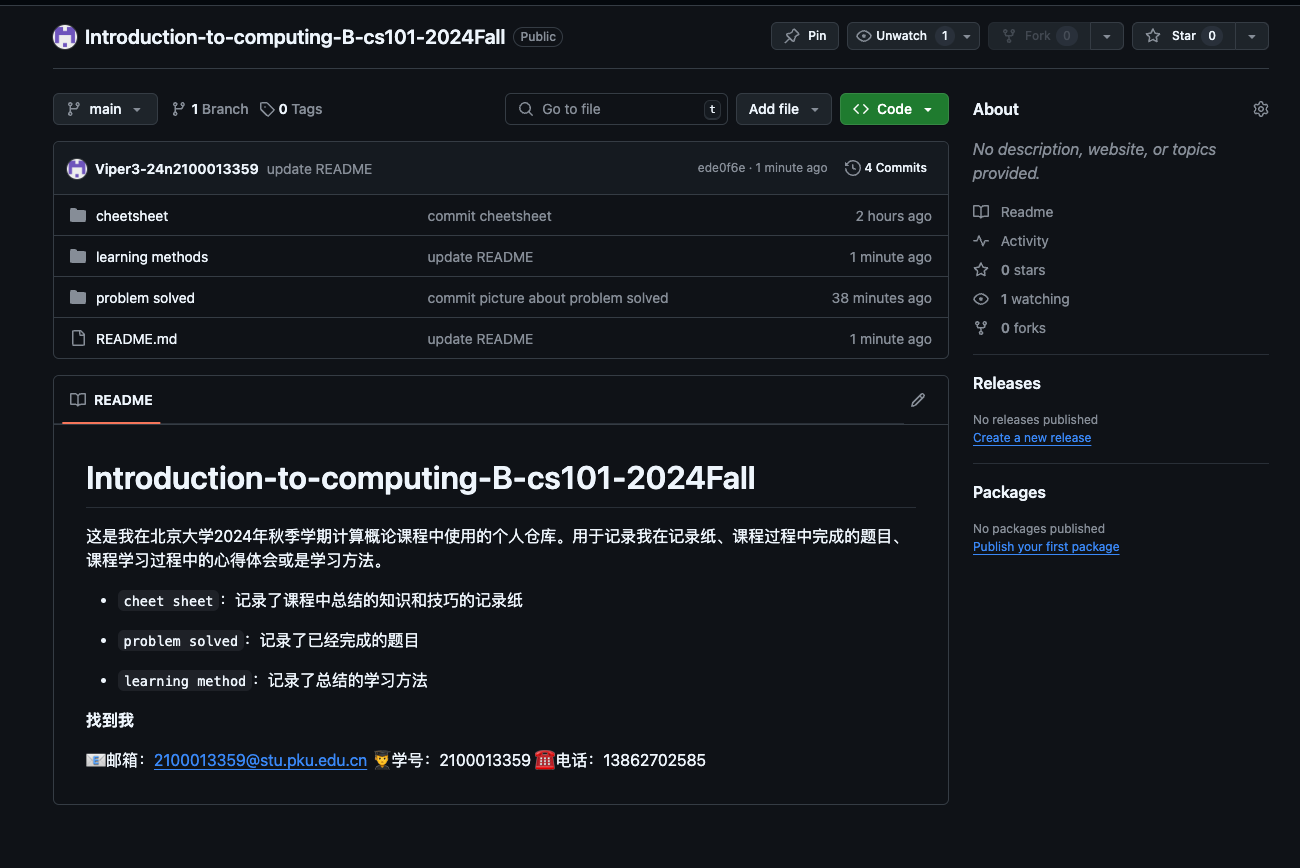 Introduction-to-computing-B-cs101-2024Fall Public Pin Unwatch 1 Fork 0 Star 0
main 1 Branch 0 Tags Go to file t Add file Code
Viper3-24n2100013359 update README ede0f6e · 1 minute ago 4 Commits
cheetsheet commit cheetsheet 2 hours ago
learning methods update README 1 minute ago
problem solved commit picture about problem solved 38 minutes ago
README.md update README 1 minute ago
README
Introduction-to-computing-B-cs101-2024Fall
这是我在北京大学2024年秋季学期计算概论课程中使用的个人仓库。用于记录我在记录纸、课程过程中完成的题目、
课程学习过程中的心得体会或是学习方法。
• cheet sheet：记录了课程中总结的知识和技巧的记录纸
• problem solved：记录了已经完成的题目
• learning method：记录了总结的学习方法
找到我
📧邮箱：2100013359@stu.pku.edu.cn 👨‍🎓学号：2100013359 ☎️电话：13862702585
About
No description, website, or topics
provided.
Readme
Activity
0 stars
1 watching
0 forks
Releases
No releases published
Create a new release
Packages
No packages published
Publish your first package